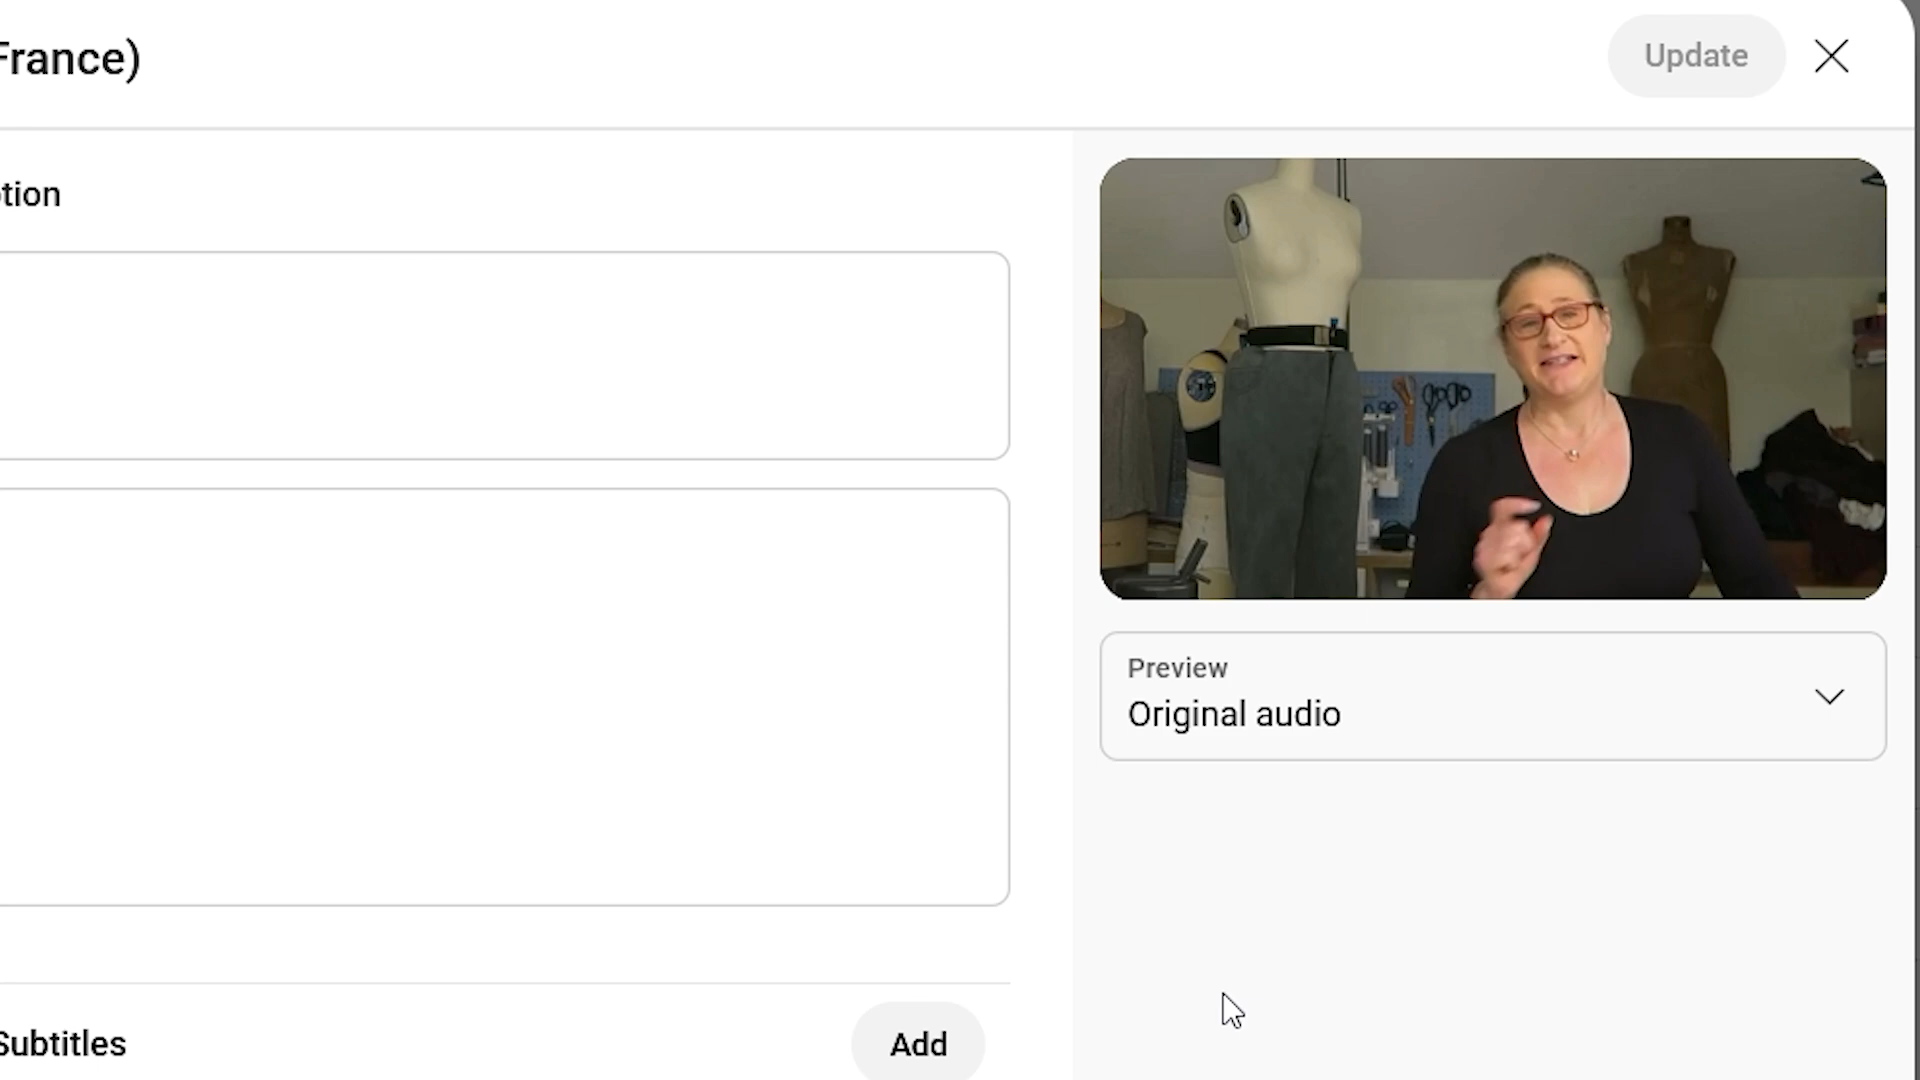 France)
Update
tion
Preview
Original audio
Subtitles
Add